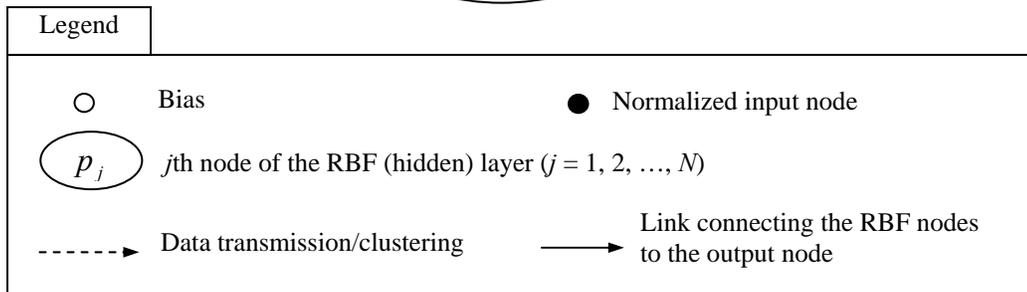 Legend
Bias
Normalized input node
p_j
jth node of the RBF (hidden) layer (j = 1, 2, …, N)
Data transmission/clustering
Link connecting the RBF nodes
to the output node